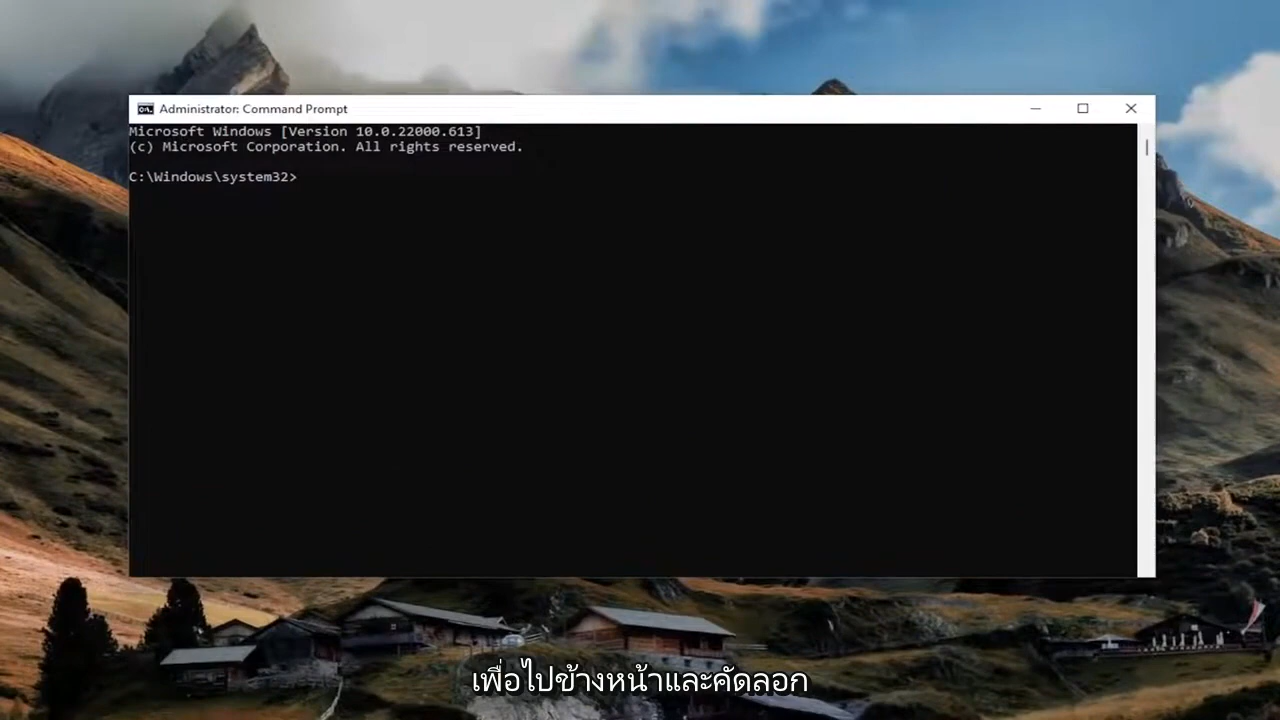 Administrator: Command Prompt
Microsoft Windows [Version 10.0.22000.613]
(c) Microsoft Corporation. All rights reserved.
C:\Windows\system32>
เพื่อไปข้างหน้าและคัดลอก